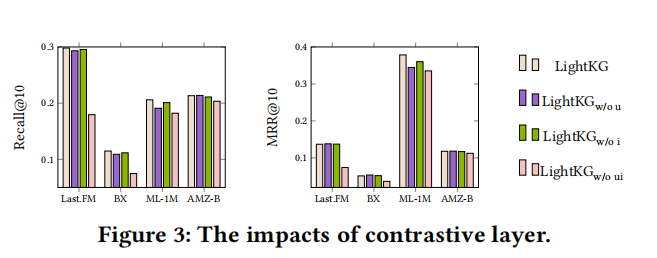 Recall@10
0.3
0.2
0.1
Last.FM BX ML-1M AMZ-B
MRR@10
0.4
0.3
0.2
0.1
Last.FM BX ML-1M AMZ-B
LightKG
LightKGw/o u
LightKGw/o i
LightKGw/o ui
Figure 3: The impacts of contrastive layer.